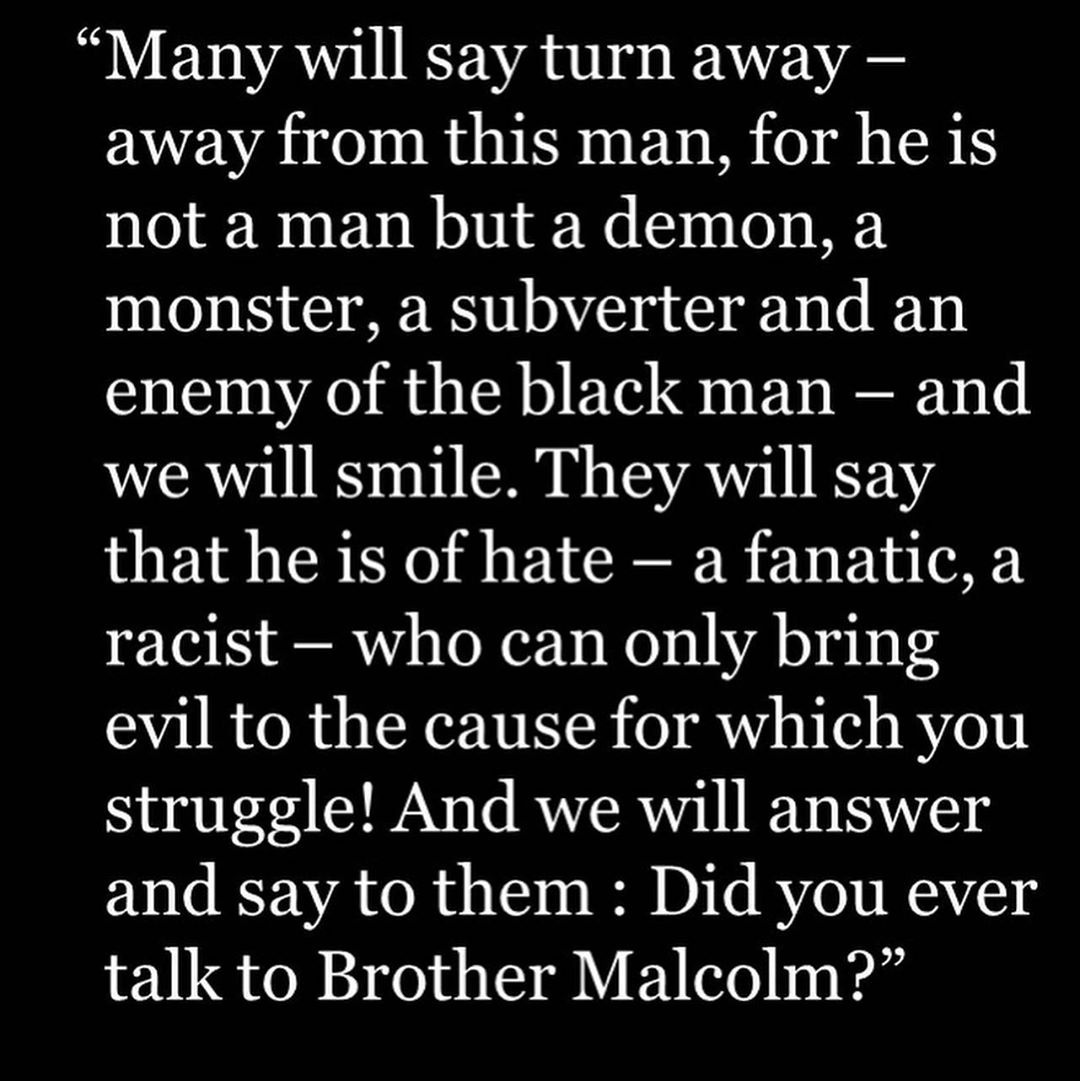 “Many will say turn away –
away from this man, for he is
not a man but a demon, a
monster, a subverter and an
enemy of the black man – and
we will smile. They will say
that he is of hate – a fanatic, a
racist – who can only bring
evil to the cause for which you
struggle! And we will answer
and say to them : Did you ever
talk to Brother Malcolm?”